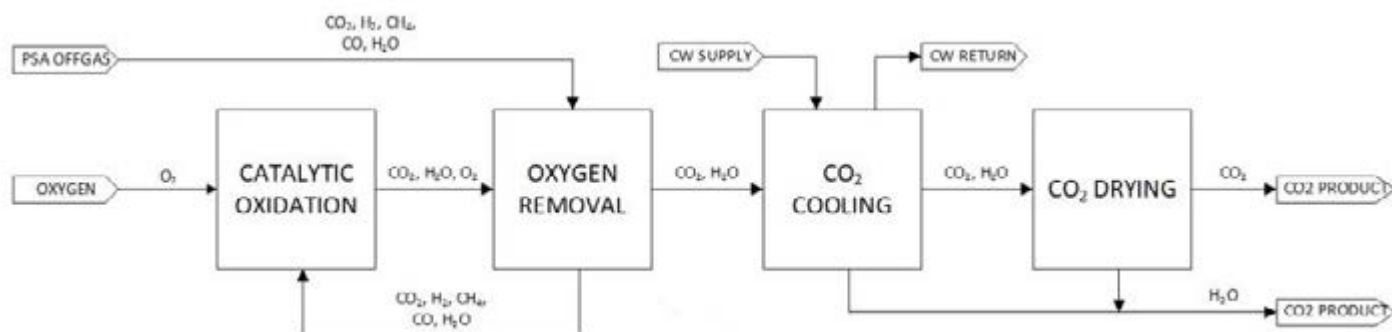 CO₂, H₂, CH₄,
CO, H₂O
PSA OFFGAS
CW SUPPLY
CW RETURN
OXYGEN
O₂
CATALYTIC
OXIDATION
CO₂, H₂O, O₂
OXYGEN
REMOVAL
CO₂, H₂O
CO₂
COOLING
CO₂, H₂O
CO₂ DRYING
CO₂
CO2 PRODUCT
CO₂, H₂, CH₄,
CO, H₂O
H₂O
CO2 PRODUCT